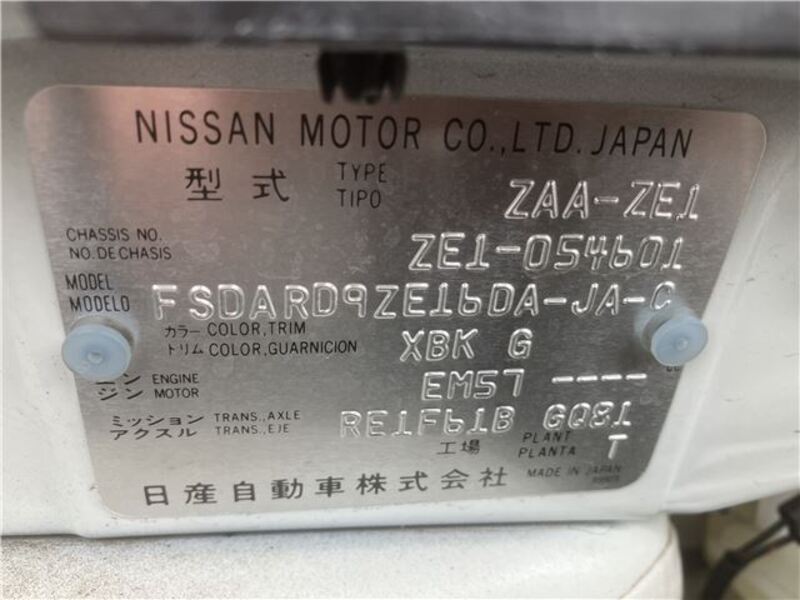 NISSAN MOTOR CO.,LTD. JAPAN
型式 TYPE TIPO ZAA-ZE1
CHASSIS NO. NO.DE CHASIS ZE1-054601
MODEL MODELO FSDARD9ZE16DA-JA-C
カラー COLOR,TRIM トリム COLOR,GUARNICION XBK G
ジン ENGINE MOTOR EM57 ----
ミッション TRANS.,AXLE アクスル TRANS.,EJE RE1F61B GQ81
工場 PLANT PLANTA T
日産自動車株式会社 MADE IN JAPAN